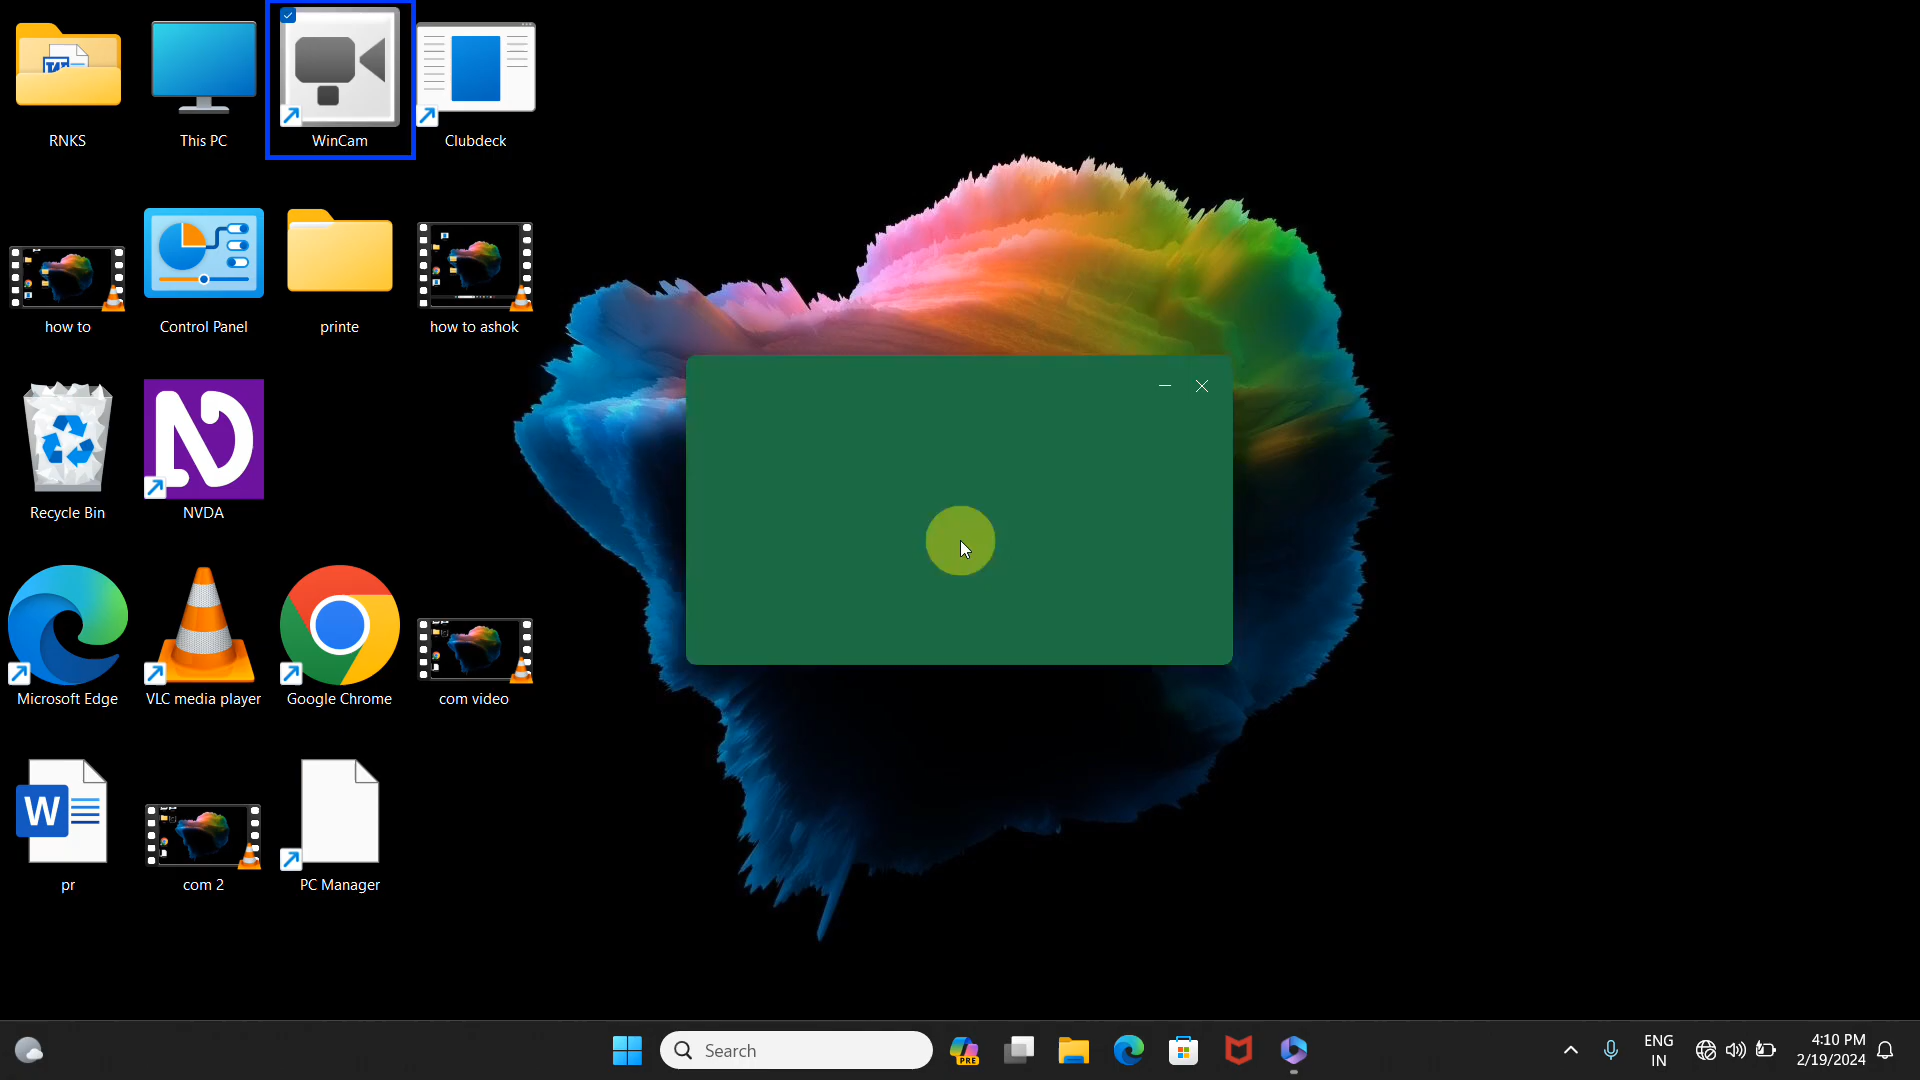 RNKS
This PC
WinCam
Clubdeck
how to
Control Panel
printe
how to ashok
Recycle Bin
NVDA
Microsoft Edge
VLC media player
Google Chrome
com video
W
pr
com 2
PC Manager
Search
PRE
ENG
IN
4:10 PM
2/19/2024